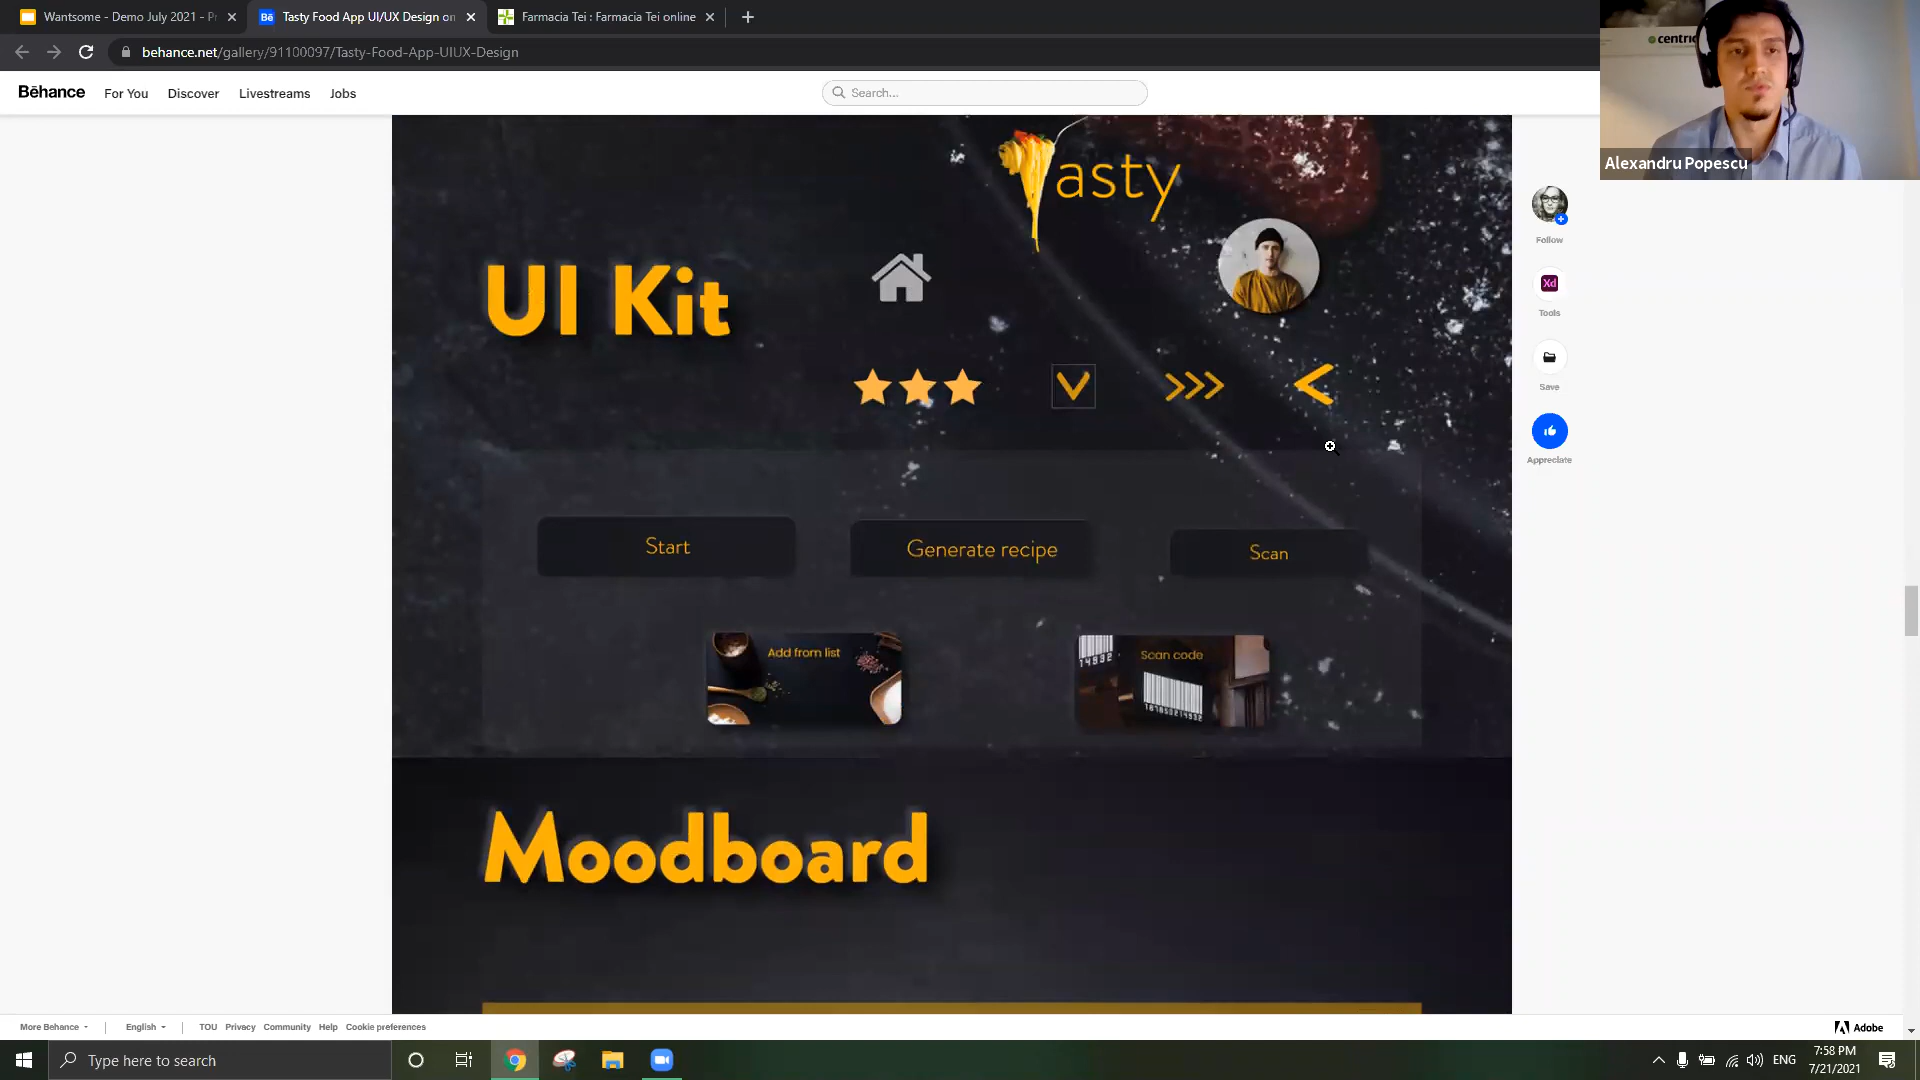 Wantsome - Demo July 2021 - Pr
Bē
Tasty Food App UI/UX Design on
Farmacia Tei : Farmacia Tei online
behance.net/gallery/91100097/Tasty-Food-App-UIUX-Design
centric
Alexandru Popescu
Bēhance
For You
Discover
Livestreams
Jobs
Search...
asty
UI Kit
Follow
Xd
Tools
Save
Appreciate
Start
Generate recipe
Scan
Add from list
Scan code
Moodboard
More Behance
English
TOU
Privacy
Community
Help
Cookie preferences
Adobe
Type here to search
ENG
7:58 PM
7/21/2021